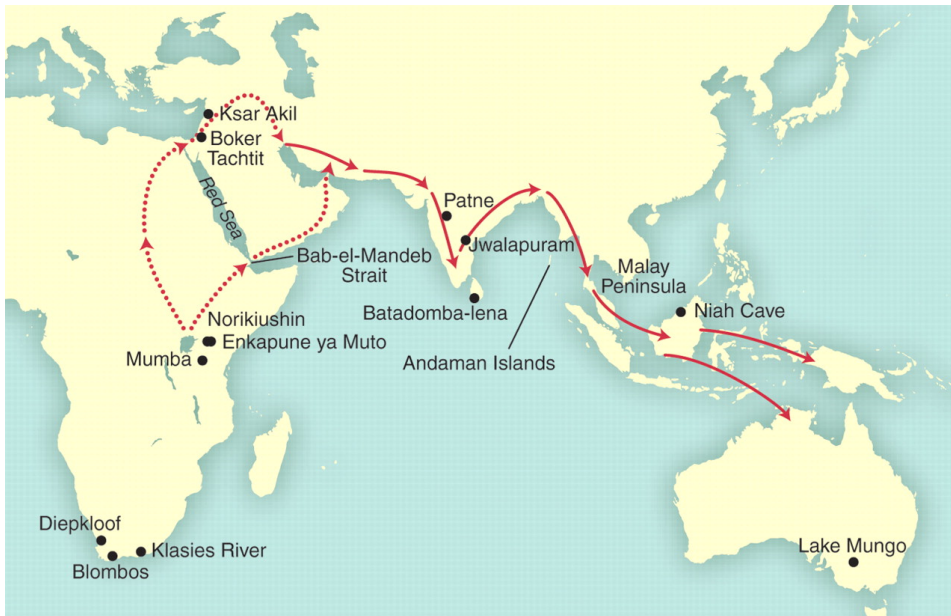 Ksar Akil
Boker
Tachtit
Red Sea
Patne
Jwalapuram
Bab-el-Mandeb
Strait
Malay
Peninsula
Batadomba-lena
Niah Cave
Norikiushin
Enkapune ya Muto
Mumba
Andaman Islands
Diepkloof
Klasies River
Blombos
Lake Mungo